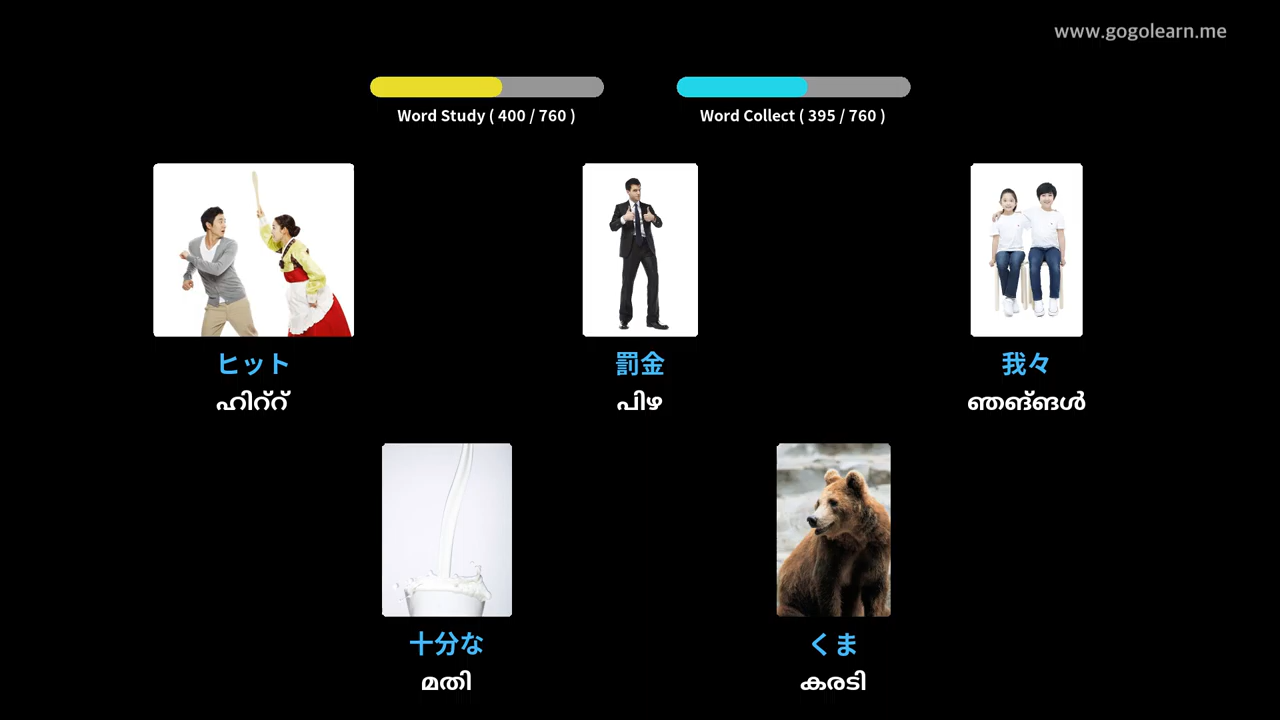 www.gogolearn.me
Word Study ( 400 / 760 )
Word Collect ( 395 / 760 )
ヒット
罰金
我々
ഹിറ്റ്
പിഴ
ഞങ്ങൾ
十分な
くま
മതി
കരടി